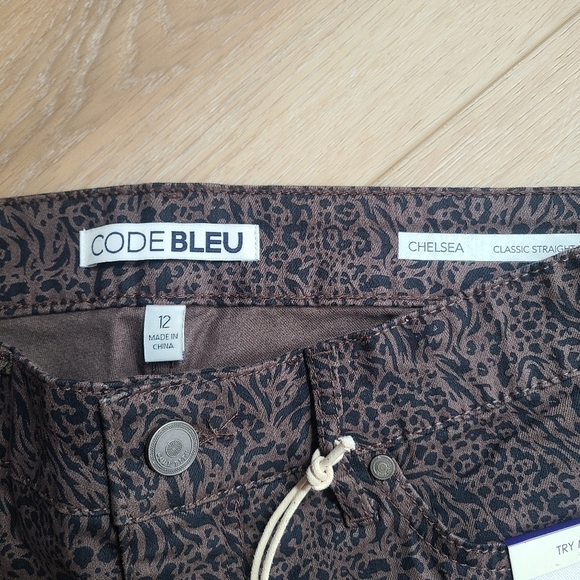 CODE BLEU
CHELSEA CLASSIC STRAIGHT
12
MADE IN
CHINA
TRY